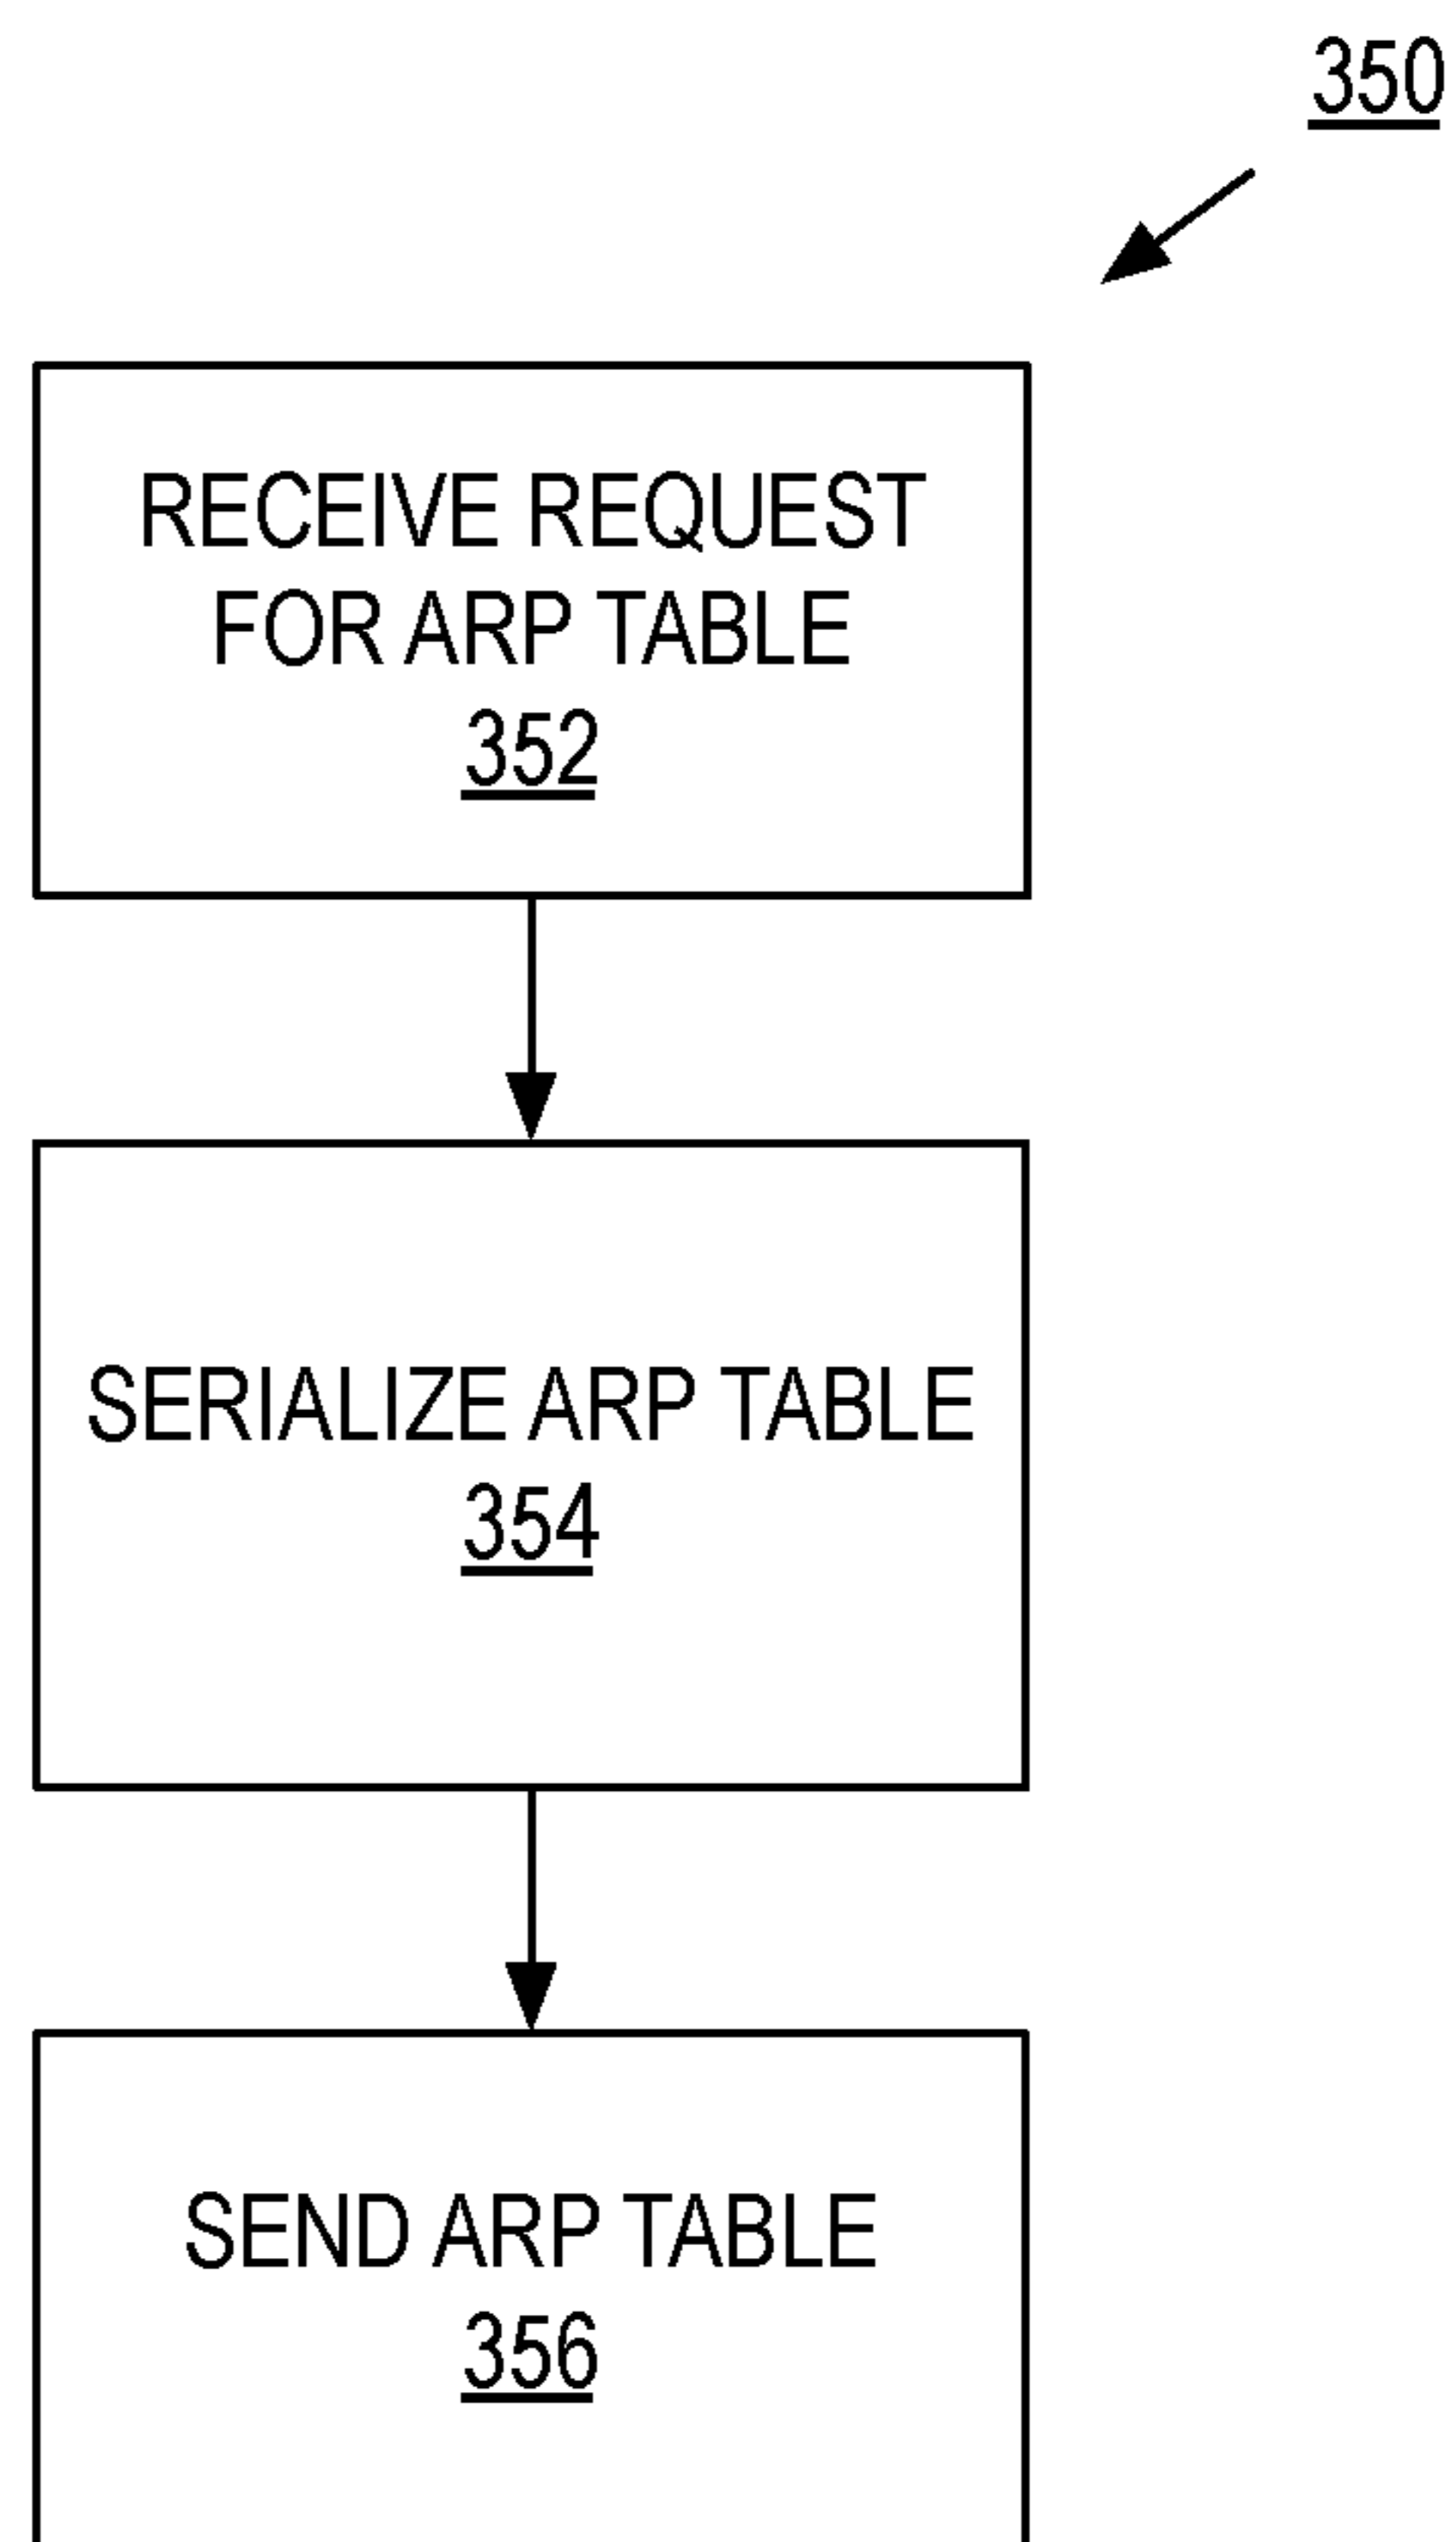 350
RECEIVE REQUEST
FOR ARP TABLE
352
SERIALIZE ARP TABLE
354
SEND ARP TABLE
356